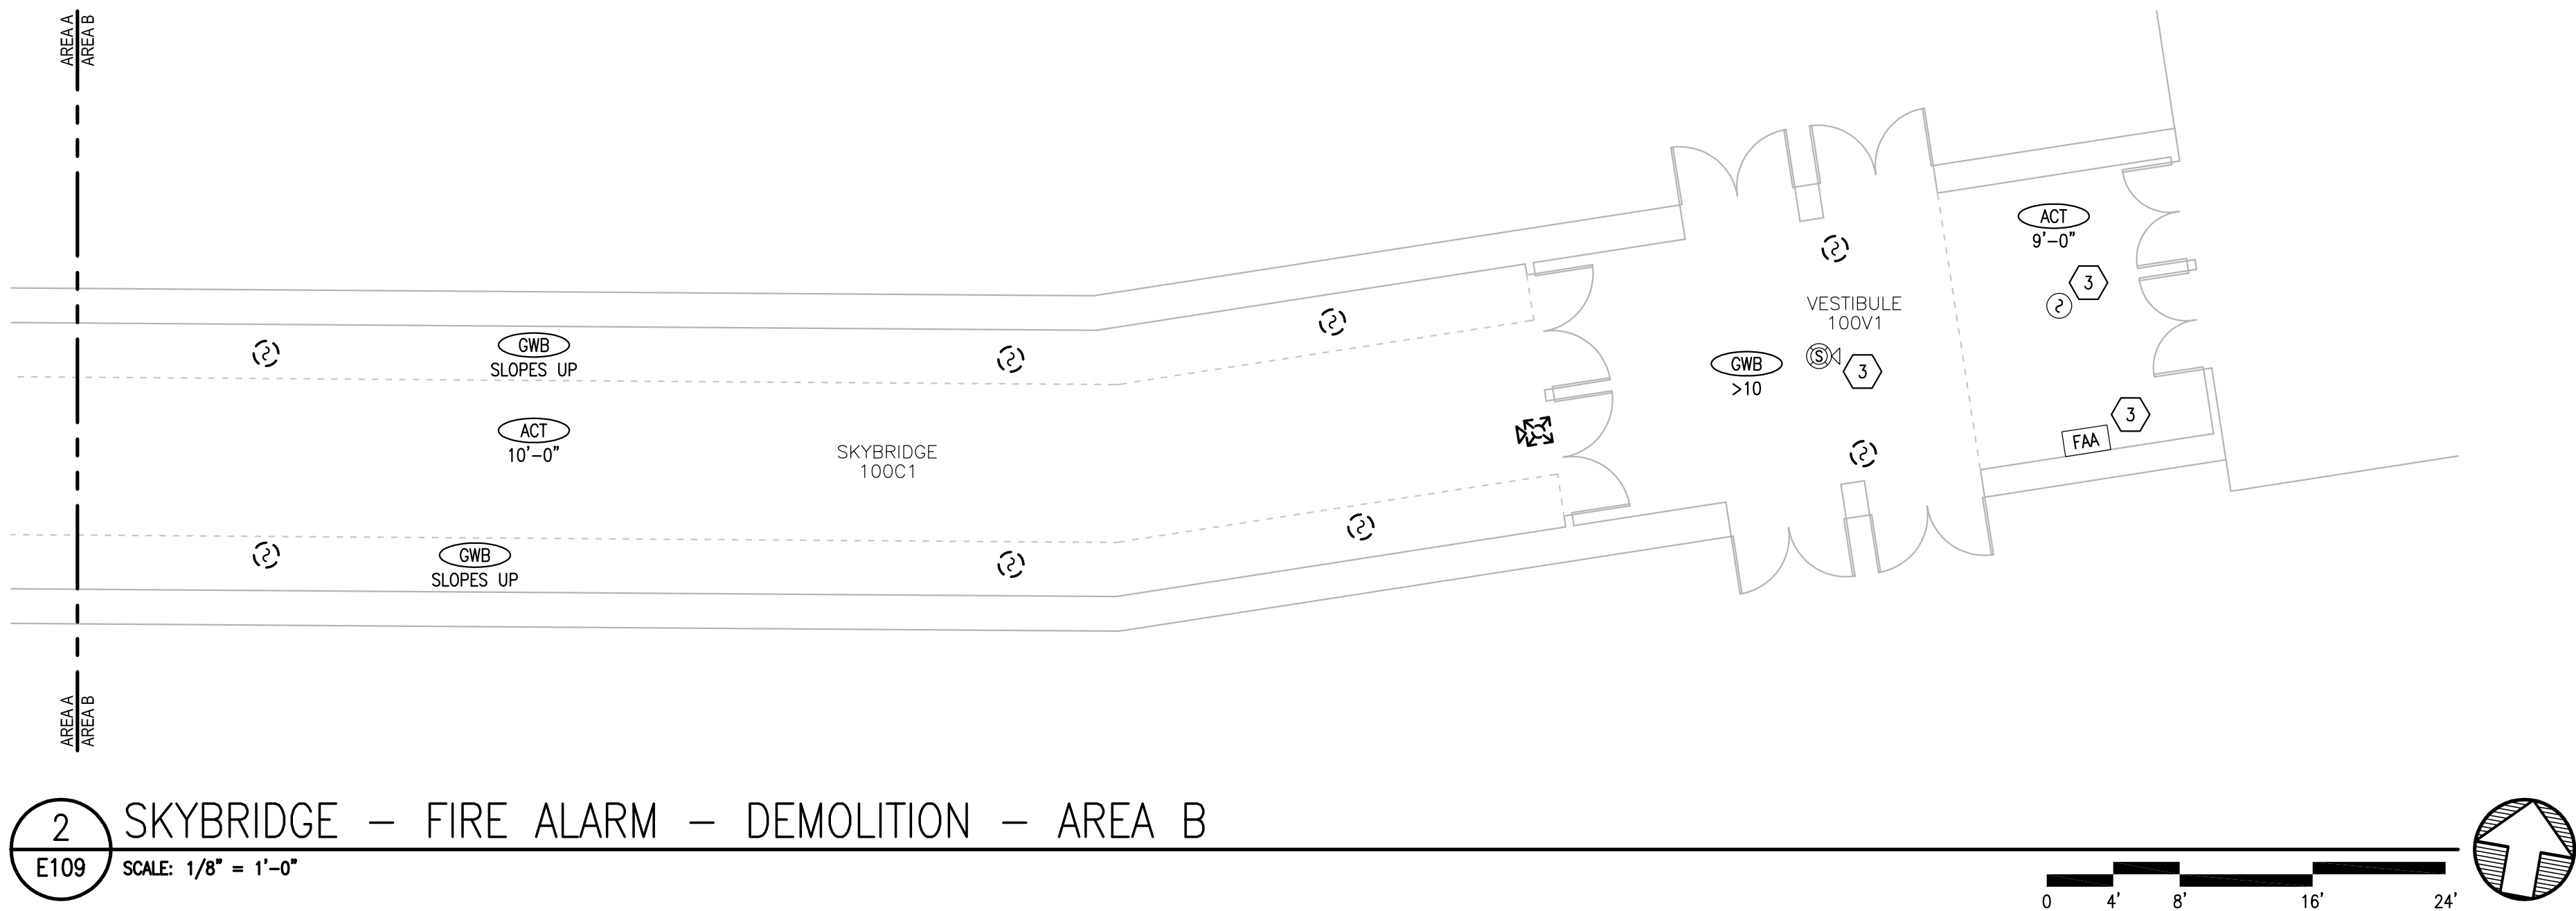 AREA A
AREA B
ACT
9'-0"
3
VESTIBULE
100V1
GWB
SLOPES UP
GWB
>10
S
3
3
FAA
ACT
10'-0"
SKYBRIDGE
100C1
GWB
SLOPES UP
AREA A
AREA B
2
E109
SKYBRIDGE - FIRE ALARM - DEMOLITION - AREA B
SCALE: 1/8" = 1'-0"
0 4' 8' 16' 24'